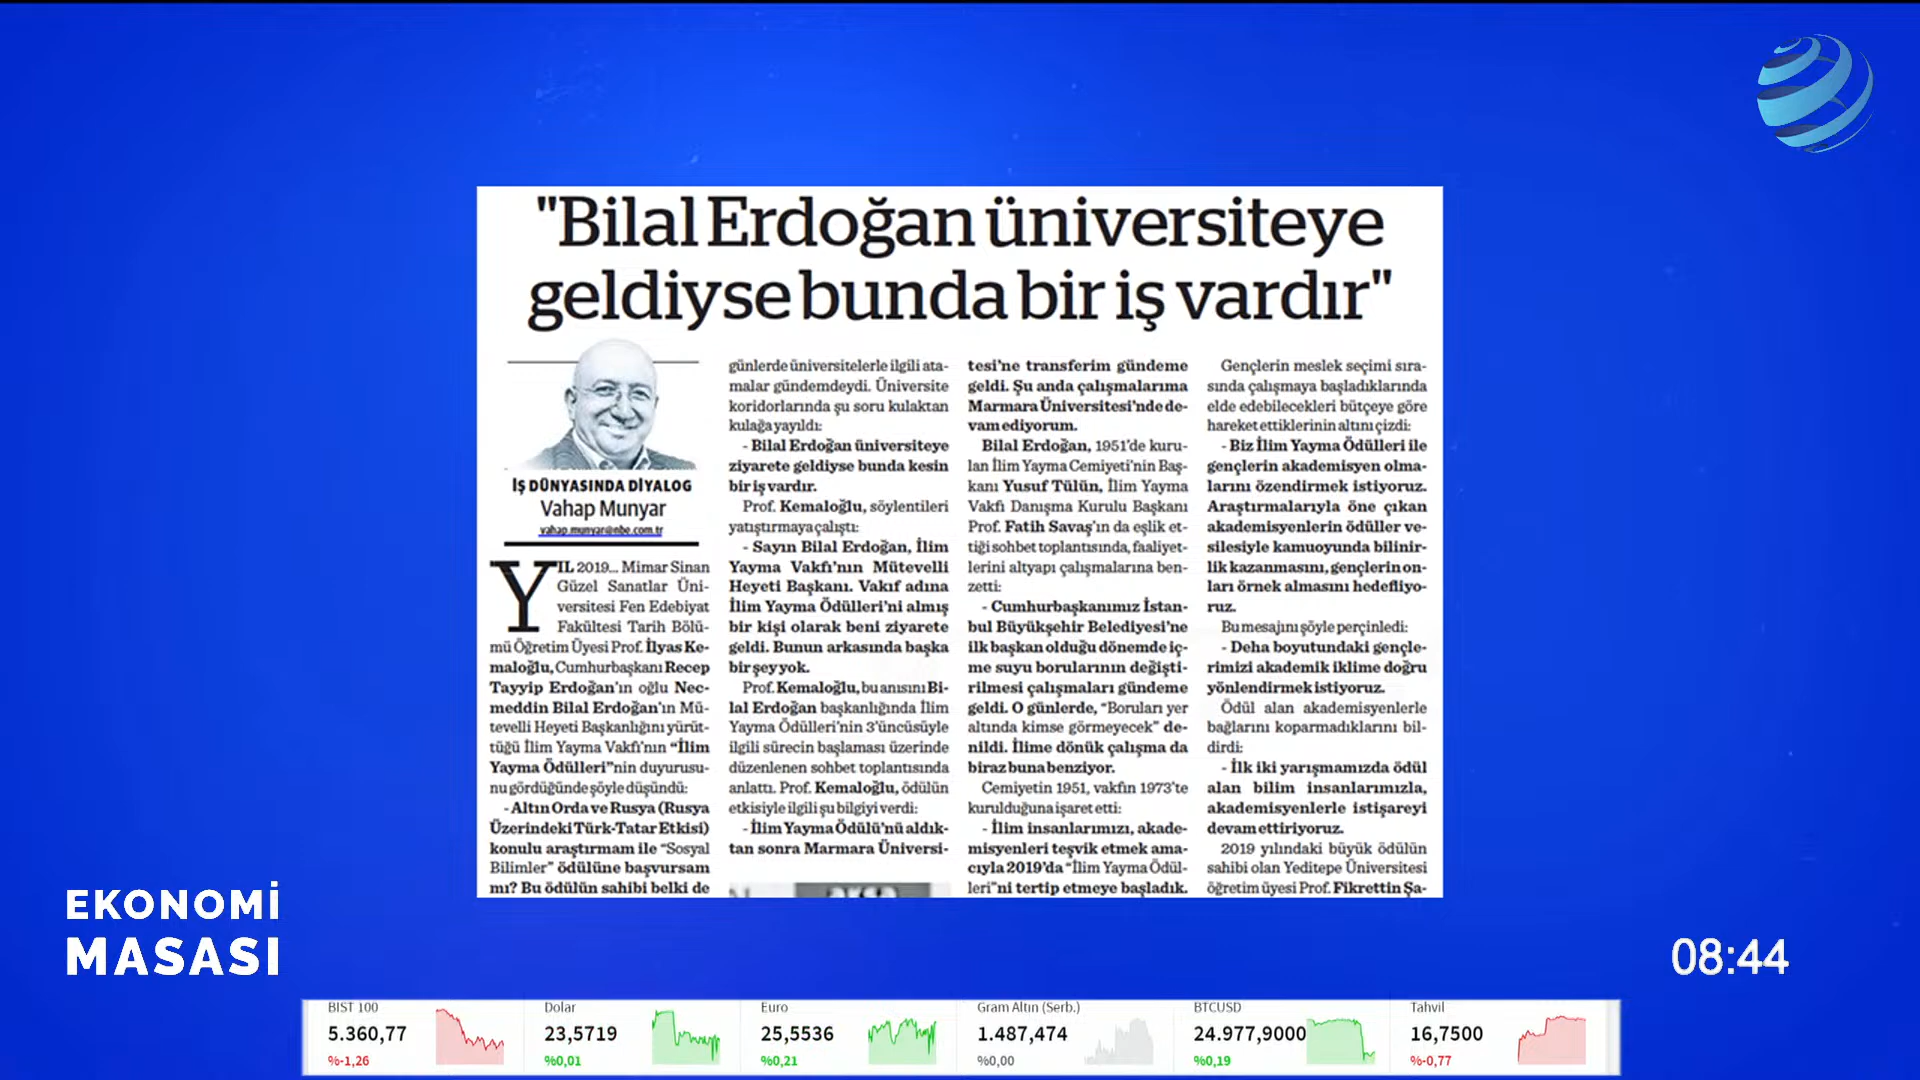 "Bilal Erdoğan üniversiteye
geldiyse bunda bir iş vardır"
İŞ DÜNYASINDA DİYALOG
Vahap Munyar
vahap.munyar@nbe.com.tr
YIL 2019... Mimar Sinan
Güzel Sanatlar Üni-
versitesi Fen Edebiyat
Fakültesi Tarih Bölü-
mü Öğretim Üyesi Prof. İlyas Ke-
maloğlu, Cumhurbaşkanı Recep
Tayyip Erdoğan'ın oğlu Nec-
meddin Bilal Erdoğan'ın Mü-
tevelli Heyeti Başkanlığını yürüt-
tüğü İlim Yayma Vakfı'nın "İlim
Yayma Ödülleri"nin duyurusu-
nu gördüğünde şöyle düşündü:
- Altın Orda ve Rusya (Rusya
Üzerindeki Türk-Tatar Etkisi)
konulu araştırmam ile "Sosyal
Bilimler" ödülüne başvursam
mı? Bu ödülün sahibi belki de
günlerde üniversitelerle ilgili ata-
malar gündemdeydi. Üniversite
koridorlarında şu soru kulaktan
kulağa yayıldı:
- Bilal Erdoğan üniversiteye
ziyarete geldiyse bunda kesin
bir iş vardır.
Prof. Kemaloğlu, söylentileri
yatıştırmaya çalıştı:
- Sayın Bilal Erdoğan, İlim
Yayma Vakfı'nın Mütevelli
Heyeti Başkanı. Vakıf adına
İlim Yayma Ödülleri'ni almış
bir kişi olarak beni ziyarete
geldi. Bunun arkasında başka
bir şey yok.
Prof. Kemaloğlu, bu anısını Bi-
lal Erdoğan başkanlığında İlim
Yayma Ödülleri'nin 3'üncüsüyle
ilgili sürecin başlaması üzerinde
düzenlenen sohbet toplantısında
anlattı. Prof. Kemaloğlu, ödülün
etkisiyle ilgili şu bilgiyi verdi:
- İlim Yayma Ödülü'nü aldık-
tan sonra Marmara Üniversi-
tesi'ne transferim gündeme
geldi. Şu anda çalışmalarıma
Marmara Üniversitesi'nde de-
vam ediyorum.
Bilal Erdoğan, 1951'de kuru-
lan İlim Yayma Cemiyeti'nin Baş-
kanı Yusuf Tülün, İlim Yayma
Vakfı Danışma Kurulu Başkanı
Prof. Fatih Savaş'ın da eşlik et-
tiği sohbet toplantısında, faaliyet-
lerini altyapı çalışmalarına ben-
zetti:
- Cumhurbaşkanımız İstan-
bul Büyükşehir Belediyesi'ne
ilk başkan olduğu dönemde iç-
me suyu borularının değişti-
rilmesi çalışmaları gündeme
geldi. O günlerde, "Boruları yer
altında kimse görmeyecek" de-
nildi. İlime dönük çalışma da
biraz buna benziyor.
Cemiyetin 1951, vakfın 1973'te
kurulduğuna işaret etti:
- İlim insanlarımızı, akade-
misyenleri teşvik etmek ama-
cıyla 2019'da "İlim Yayma Ödül-
leri"ni tertip etmeye başladık.
Gençlerin meslek seçimi sıra-
sında çalışmaya başladıklarında
elde edebilecekleri bütçeye göre
hareket ettiklerinin altını çizdi:
- Biz İlim Yayma Ödülleri ile
gençlerin akademisyen olma-
larını özendirmek istiyoruz.
Araştırmalarıyla öne çıkan
akademisyenlerin ödüller ve-
silesiyle kamuoyunda bilinir-
lik kazanmasını, gençlerin on-
ları örnek almasını hedefliyo-
ruz.
Bu mesajını şöyle perçinledi:
- Deha boyutundaki gençle-
rimizi akademik iklime doğru
yönlendirmek istiyoruz.
Ödül alan akademisyenlerle
bağlarını koparmadıklarını bil-
dirdi:
- İlk iki yarışmamızda ödül
alan bilim insanlarımızla,
akademisyenlerle istişareyi
devam ettiriyoruz.
2019 yılındaki büyük ödülün
sahibi olan Yeditepe Üniversitesi
öğretim üyesi Prof. Fikrettin Şa-
EKONOMİ
MASASI
08:44
BIST 100
5.360,77
%-1,26
Dolar
23,5719
%0,01
Euro
25,5536
%0,21
Gram Altın (Serb.)
1.487,474
%0,00
BTCUSD
24.977,9000
%0,19
Tahvil
16,7500
%-0,77